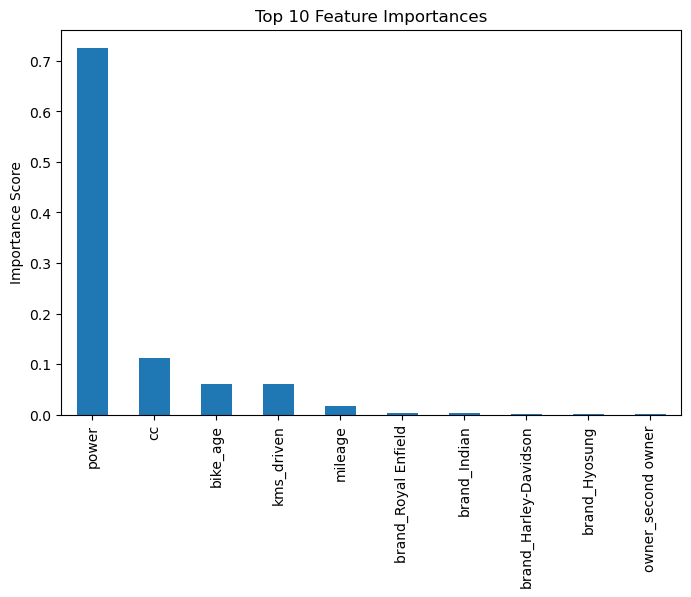 Top 10 Feature Importances
Importance Score
0.7
0.6
0.5
0.4
0.3
0.2
0.1
0.0
power
cc
bike_age
kms_driven
mileage
brand_Royal Enfield
brand_Indian
brand_Harley-Davidson
brand_Hyosung
owner_second owner